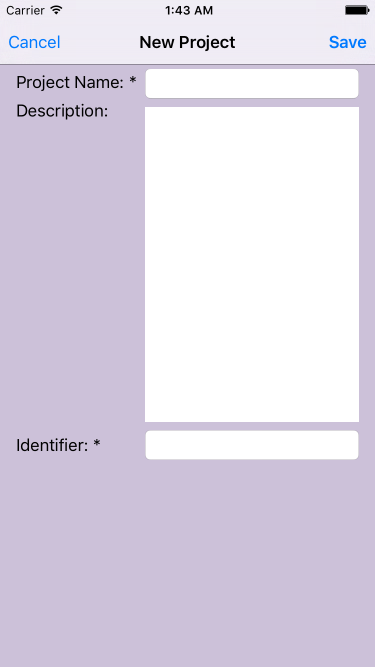 Carrier 1:43 AM
Cancel New Project Save
Project Name: *
Description:
Identifier: *